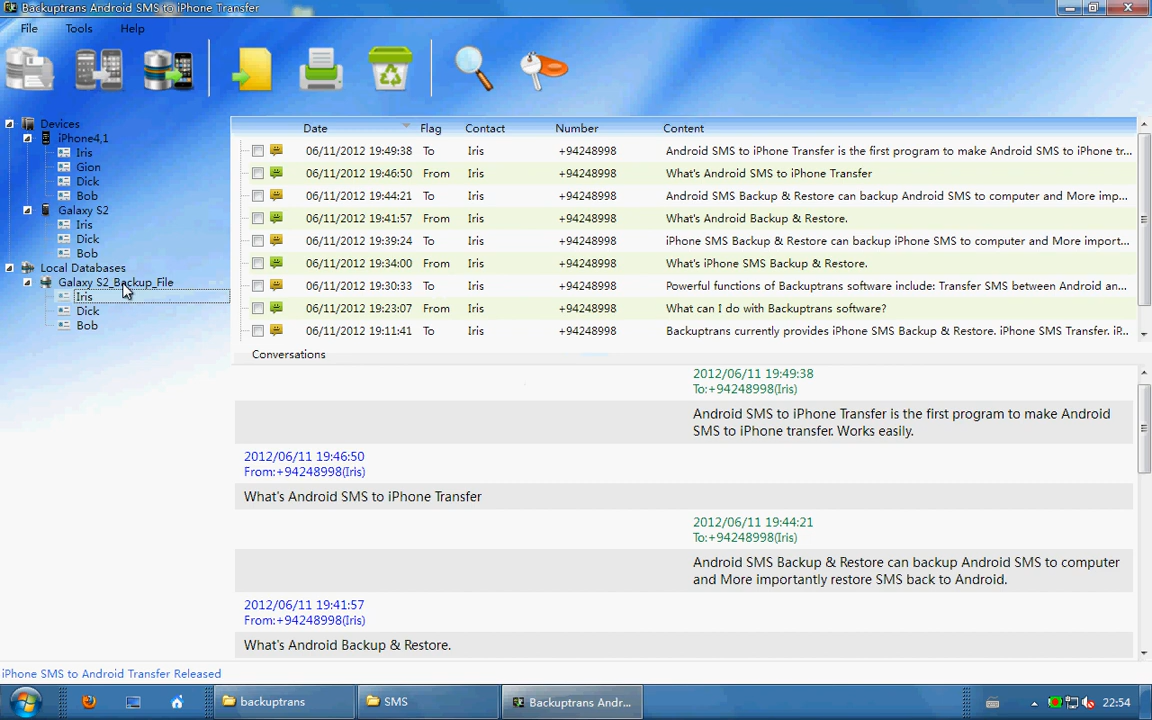 Backuptrans Android SMS to iPhone Transfer
File Tools Help
Devices
iPhone4,1
Iris
Gion
Dick
Bob
Galaxy S2
Iris
Dick
Bob
Local Databases
Galaxy S2_Backup_File
Iris
Dick
Bob
Date Flag Contact Number Content
06/11/2012 19:49:38 To Iris +94248998 Android SMS to iPhone Transfer is the first program to make Android SMS to iPhone tr...
06/11/2012 19:46:50 From Iris +94248998 What's Android SMS to iPhone Transfer
06/11/2012 19:44:21 To Iris +94248998 Android SMS Backup & Restore can backup Android SMS to computer and More imp...
06/11/2012 19:41:57 From Iris +94248998 What's Android Backup & Restore.
06/11/2012 19:39:24 To Iris +94248998 iPhone SMS Backup & Restore can backup iPhone SMS to computer and More import...
06/11/2012 19:34:00 From Iris +94248998 What's iPhone SMS Backup & Restore.
06/11/2012 19:30:33 To Iris +94248998 Powerful functions of Backuptrans software include: Transfer SMS between Android an...
06/11/2012 19:23:07 From Iris +94248998 What can I do with Backuptrans software?
06/11/2012 19:11:41 To Iris +94248998 Backuptrans currently provides iPhone SMS Backup & Restore. iPhone SMS Transfer. iP...
Conversations
2012/06/11 19:49:38
To:+94248998(Iris)
Android SMS to iPhone Transfer is the first program to make Android
SMS to iPhone transfer. Works easily.
2012/06/11 19:46:50
From:+94248998(Iris)
What's Android SMS to iPhone Transfer
2012/06/11 19:44:21
To:+94248998(Iris)
Android SMS Backup & Restore can backup Android SMS to computer
and More importantly restore SMS back to Android.
2012/06/11 19:41:57
From:+94248998(Iris)
What's Android Backup & Restore.
iPhone SMS to Android Transfer Released
backuptrans SMS Backuptrans Andr... 22:54